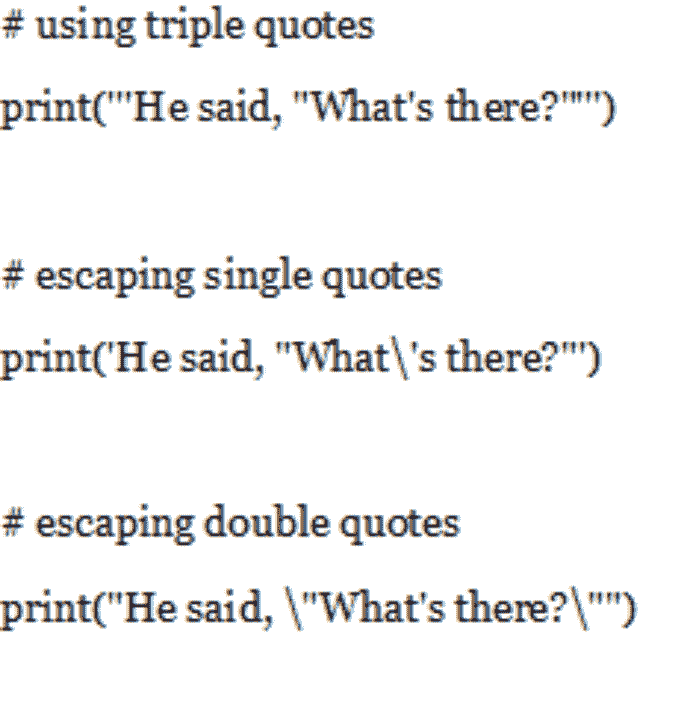 # using triple quotes
print('''He said, "What's there?"''')
# escaping single quotes
print('He said, "What\'s there?"')
# escaping double quotes
print("He said, \"What's there?\"")